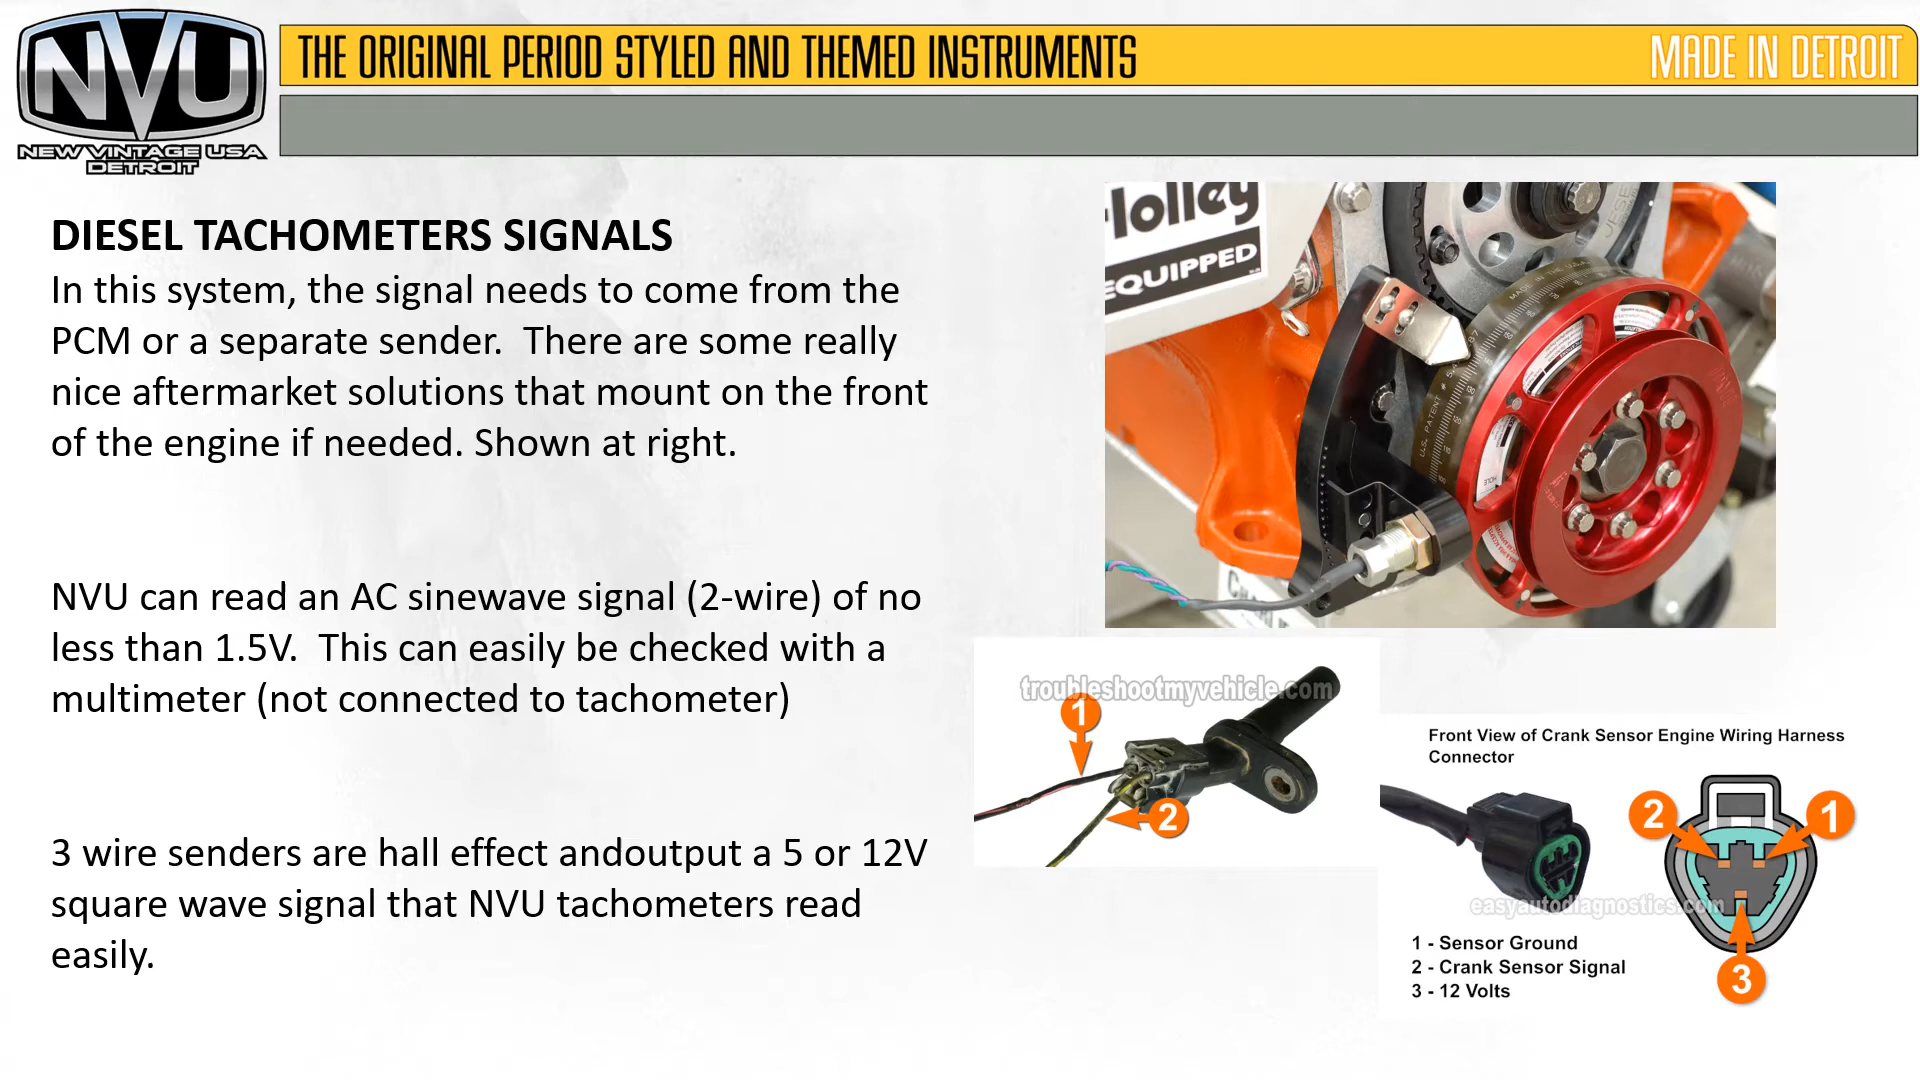 NVU
NEW VINTAGE USA
DETROIT
THE ORIGINAL PERIOD STYLED AND THEMED INSTRUMENTS
MADE IN DETROIT
DIESEL TACHOMETERS SIGNALS
In this system, the signal needs to come from the
PCM or a separate sender.  There are some really
nice aftermarket solutions that mount on the front
of the engine if needed. Shown at right.
NVU can read an AC sinewave signal (2-wire) of no
less than 1.5V.  This can easily be checked with a
multimeter (not connected to tachometer)
3 wire senders are hall effect andoutput a 5 or 12V
square wave signal that NVU tachometers read
easily.
Holley
EQUIPPED
U.S. PATENT #
HOLE
troubleshootmyvehicle.com
1
2
Front View of Crank Sensor Engine Wiring Harness
Connector
2
1
easyautodiagnostics.com
3
1 - Sensor Ground
2 - Crank Sensor Signal
3 - 12 Volts